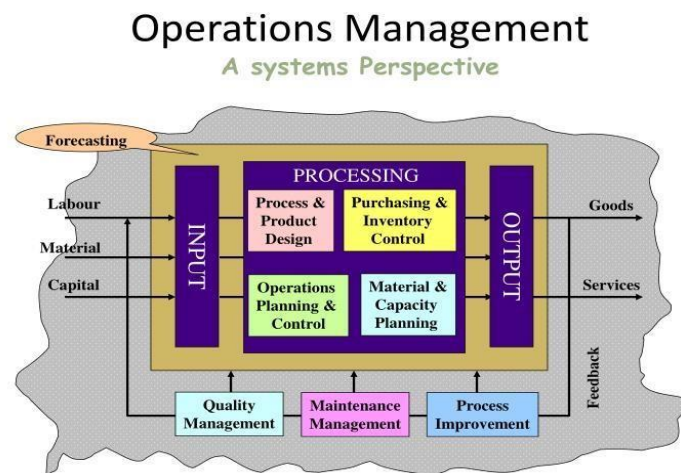 Operations Management
A systems Perspective
Forecasting
PROCESSING
Labour
Material
Capital
INPUT
Process &
Product
Design
Purchasing &
Inventory
Control
Operations
Planning &
Control
Material &
Capacity
Planning
OUTPUT
Goods
Services
Feedback
Quality
Management
Maintenance
Management
Process
Improvement